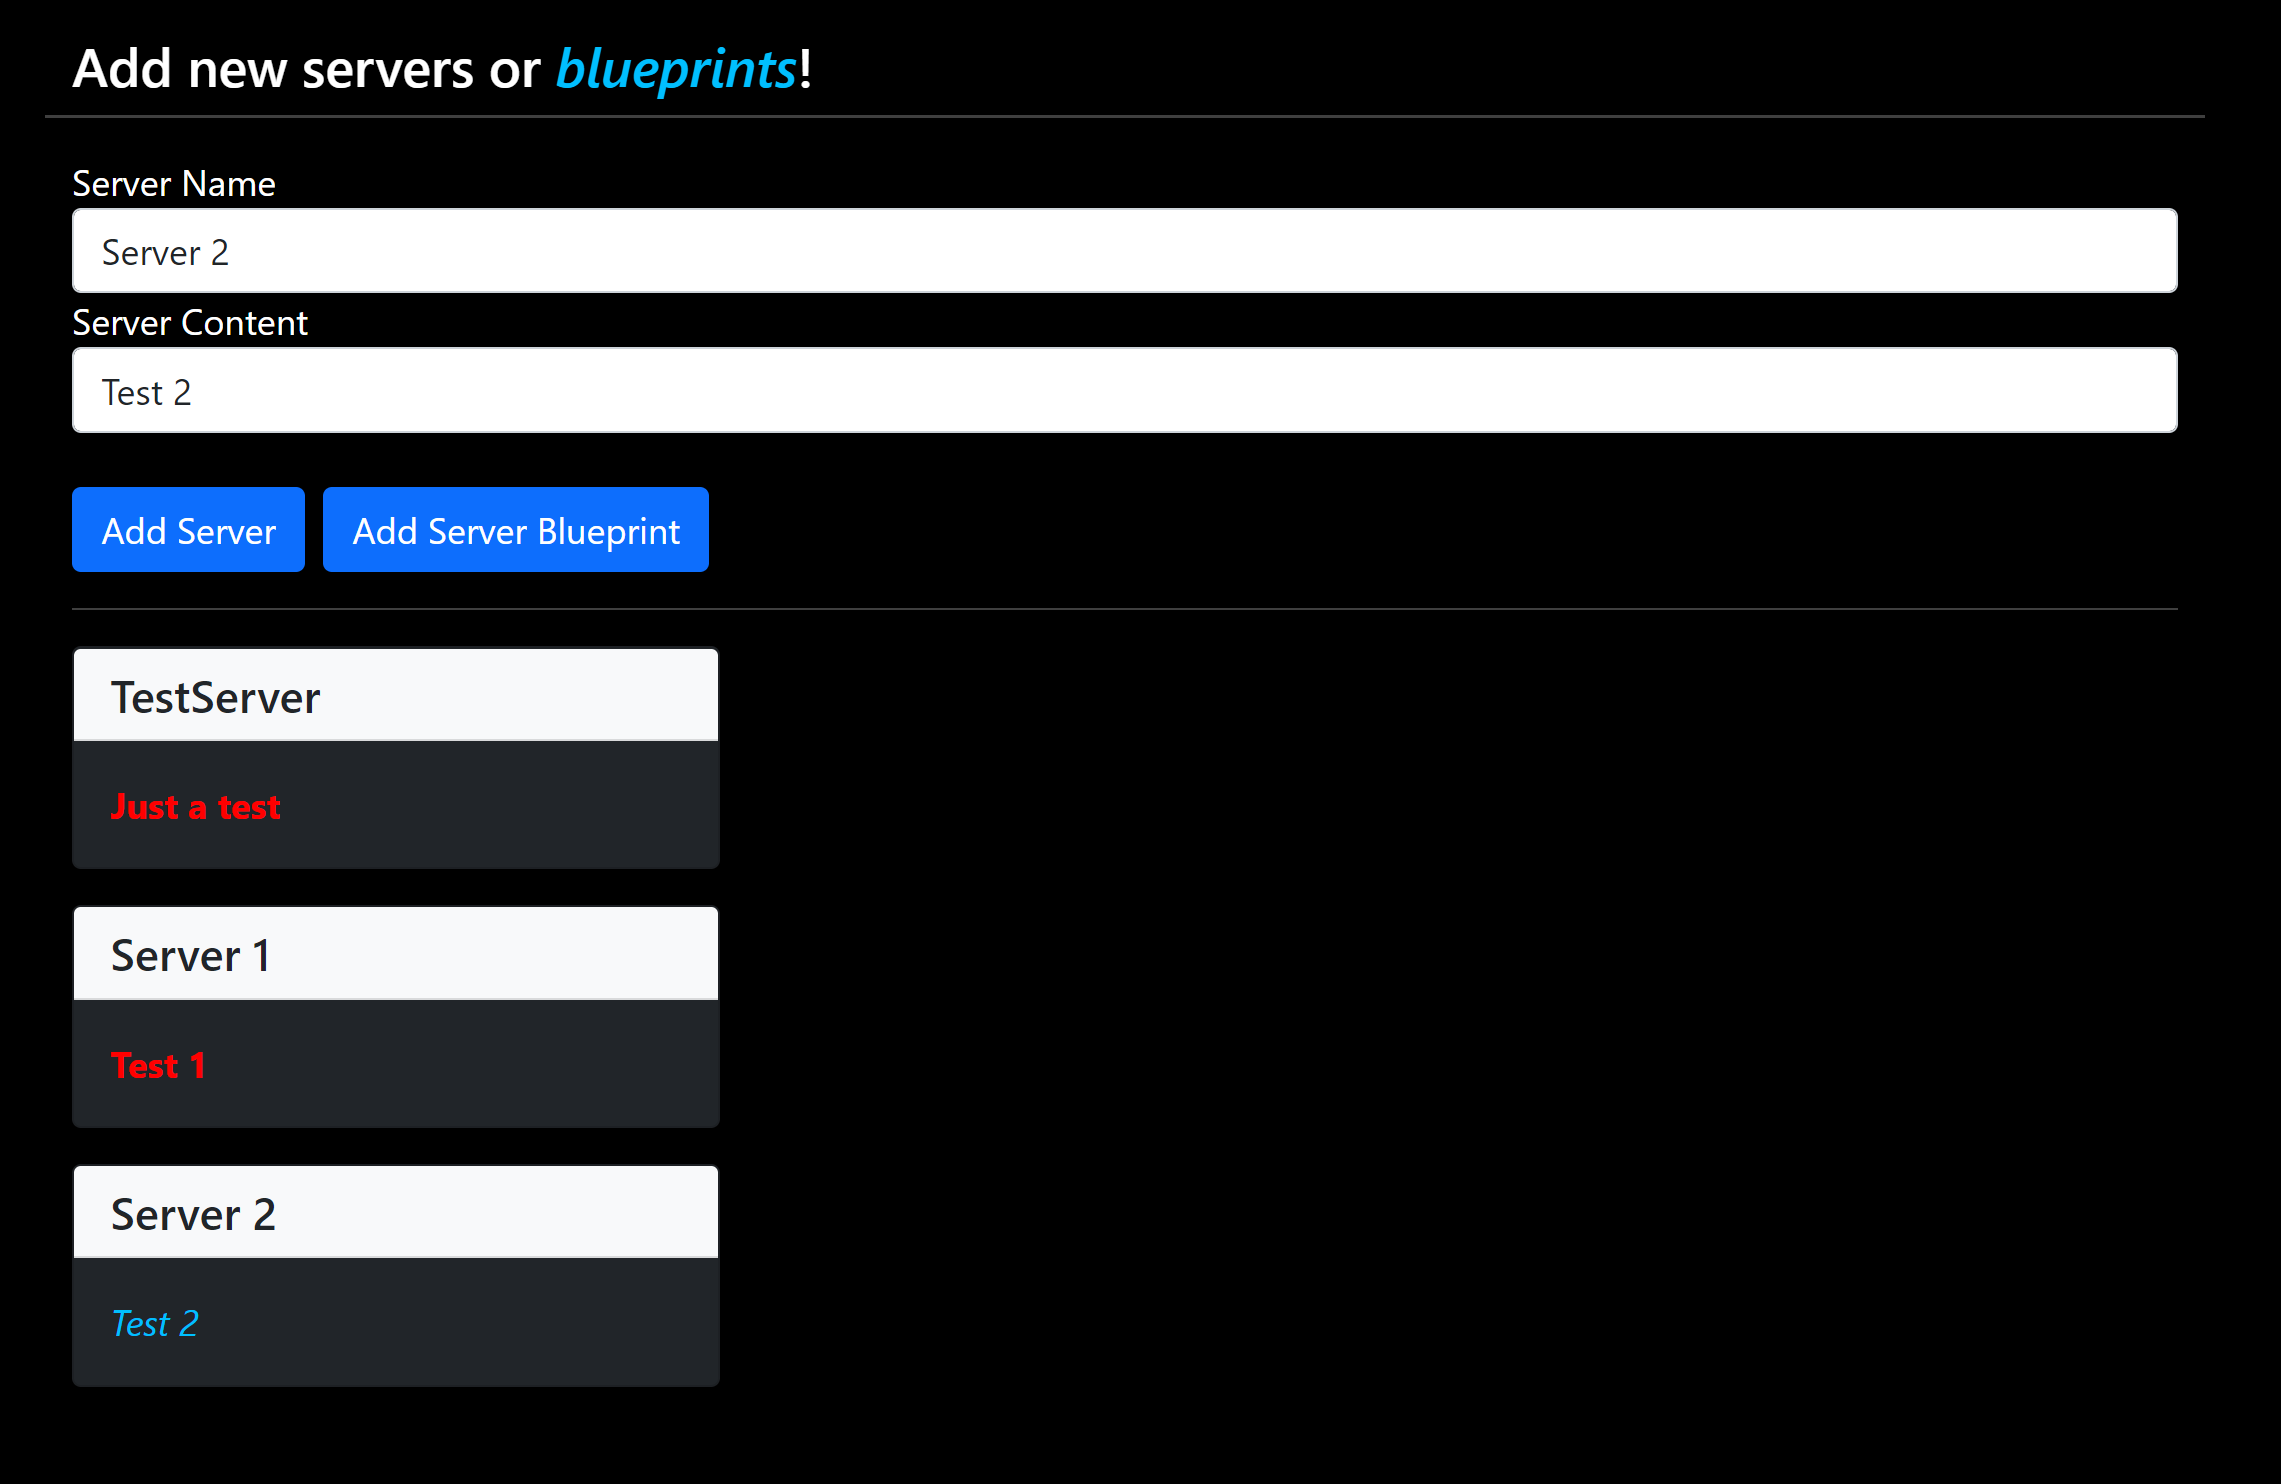 Add new servers or blueprints!
Server Name
Server 2
Server Content
Test 2
Add Server
Add Server Blueprint
TestServer
Just a test
Server 1
Test 1
Server 2
Test 2